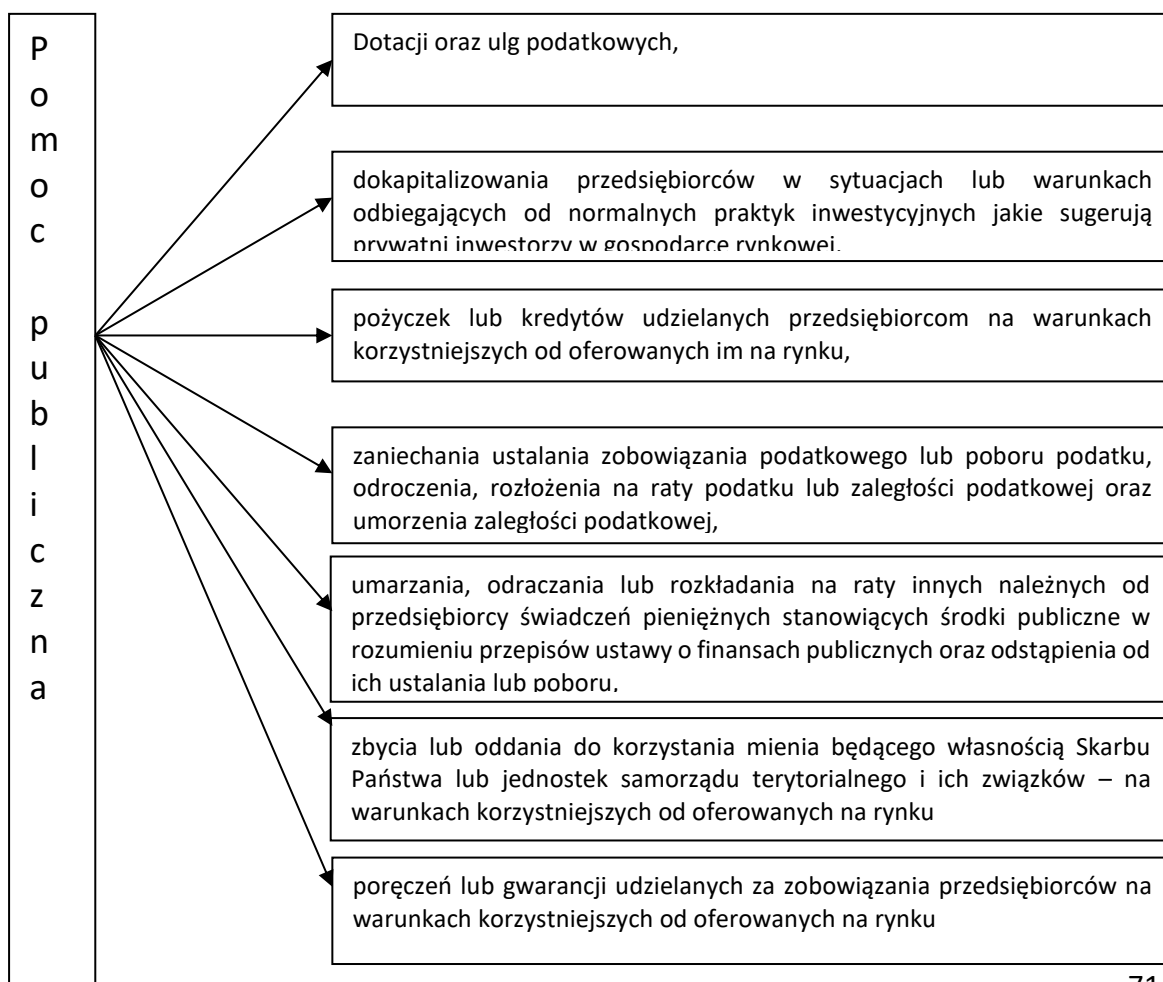 Pomoc publiczna
Dotacji oraz ulg podatkowych,
dokapitalizowania przedsiębiorców w sytuacjach lub warunkach
odbiegających od normalnych praktyk inwestycyjnych jakie sugerują
prywatni inwestorzy w gospodarce rynkowej.
pożyczek lub kredytów udzielanych przedsiębiorcom na warunkach
korzystniejszych od oferowanych im na rynku,
zaniechania ustalania zobowiązania podatkowego lub poboru podatku,
odroczenia, rozłożenia na raty podatku lub zaległości podatkowej oraz
umorzenia zaległości podatkowej,
umarzania, odraczania lub rozkładania na raty innych należnych od
przedsiębiorcy świadczeń pieniężnych stanowiących środki publiczne w
rozumieniu przepisów ustawy o finansach publicznych oraz odstąpienia od
ich ustalania lub poboru,
zbycia lub oddania do korzystania mienia będącego własnością Skarbu
Państwa lub jednostek samorządu terytorialnego i ich związków – na
warunkach korzystniejszych od oferowanych na rynku
poręczeń lub gwarancji udzielanych za zobowiązania przedsiębiorców na
warunkach korzystniejszych od oferowanych na rynku